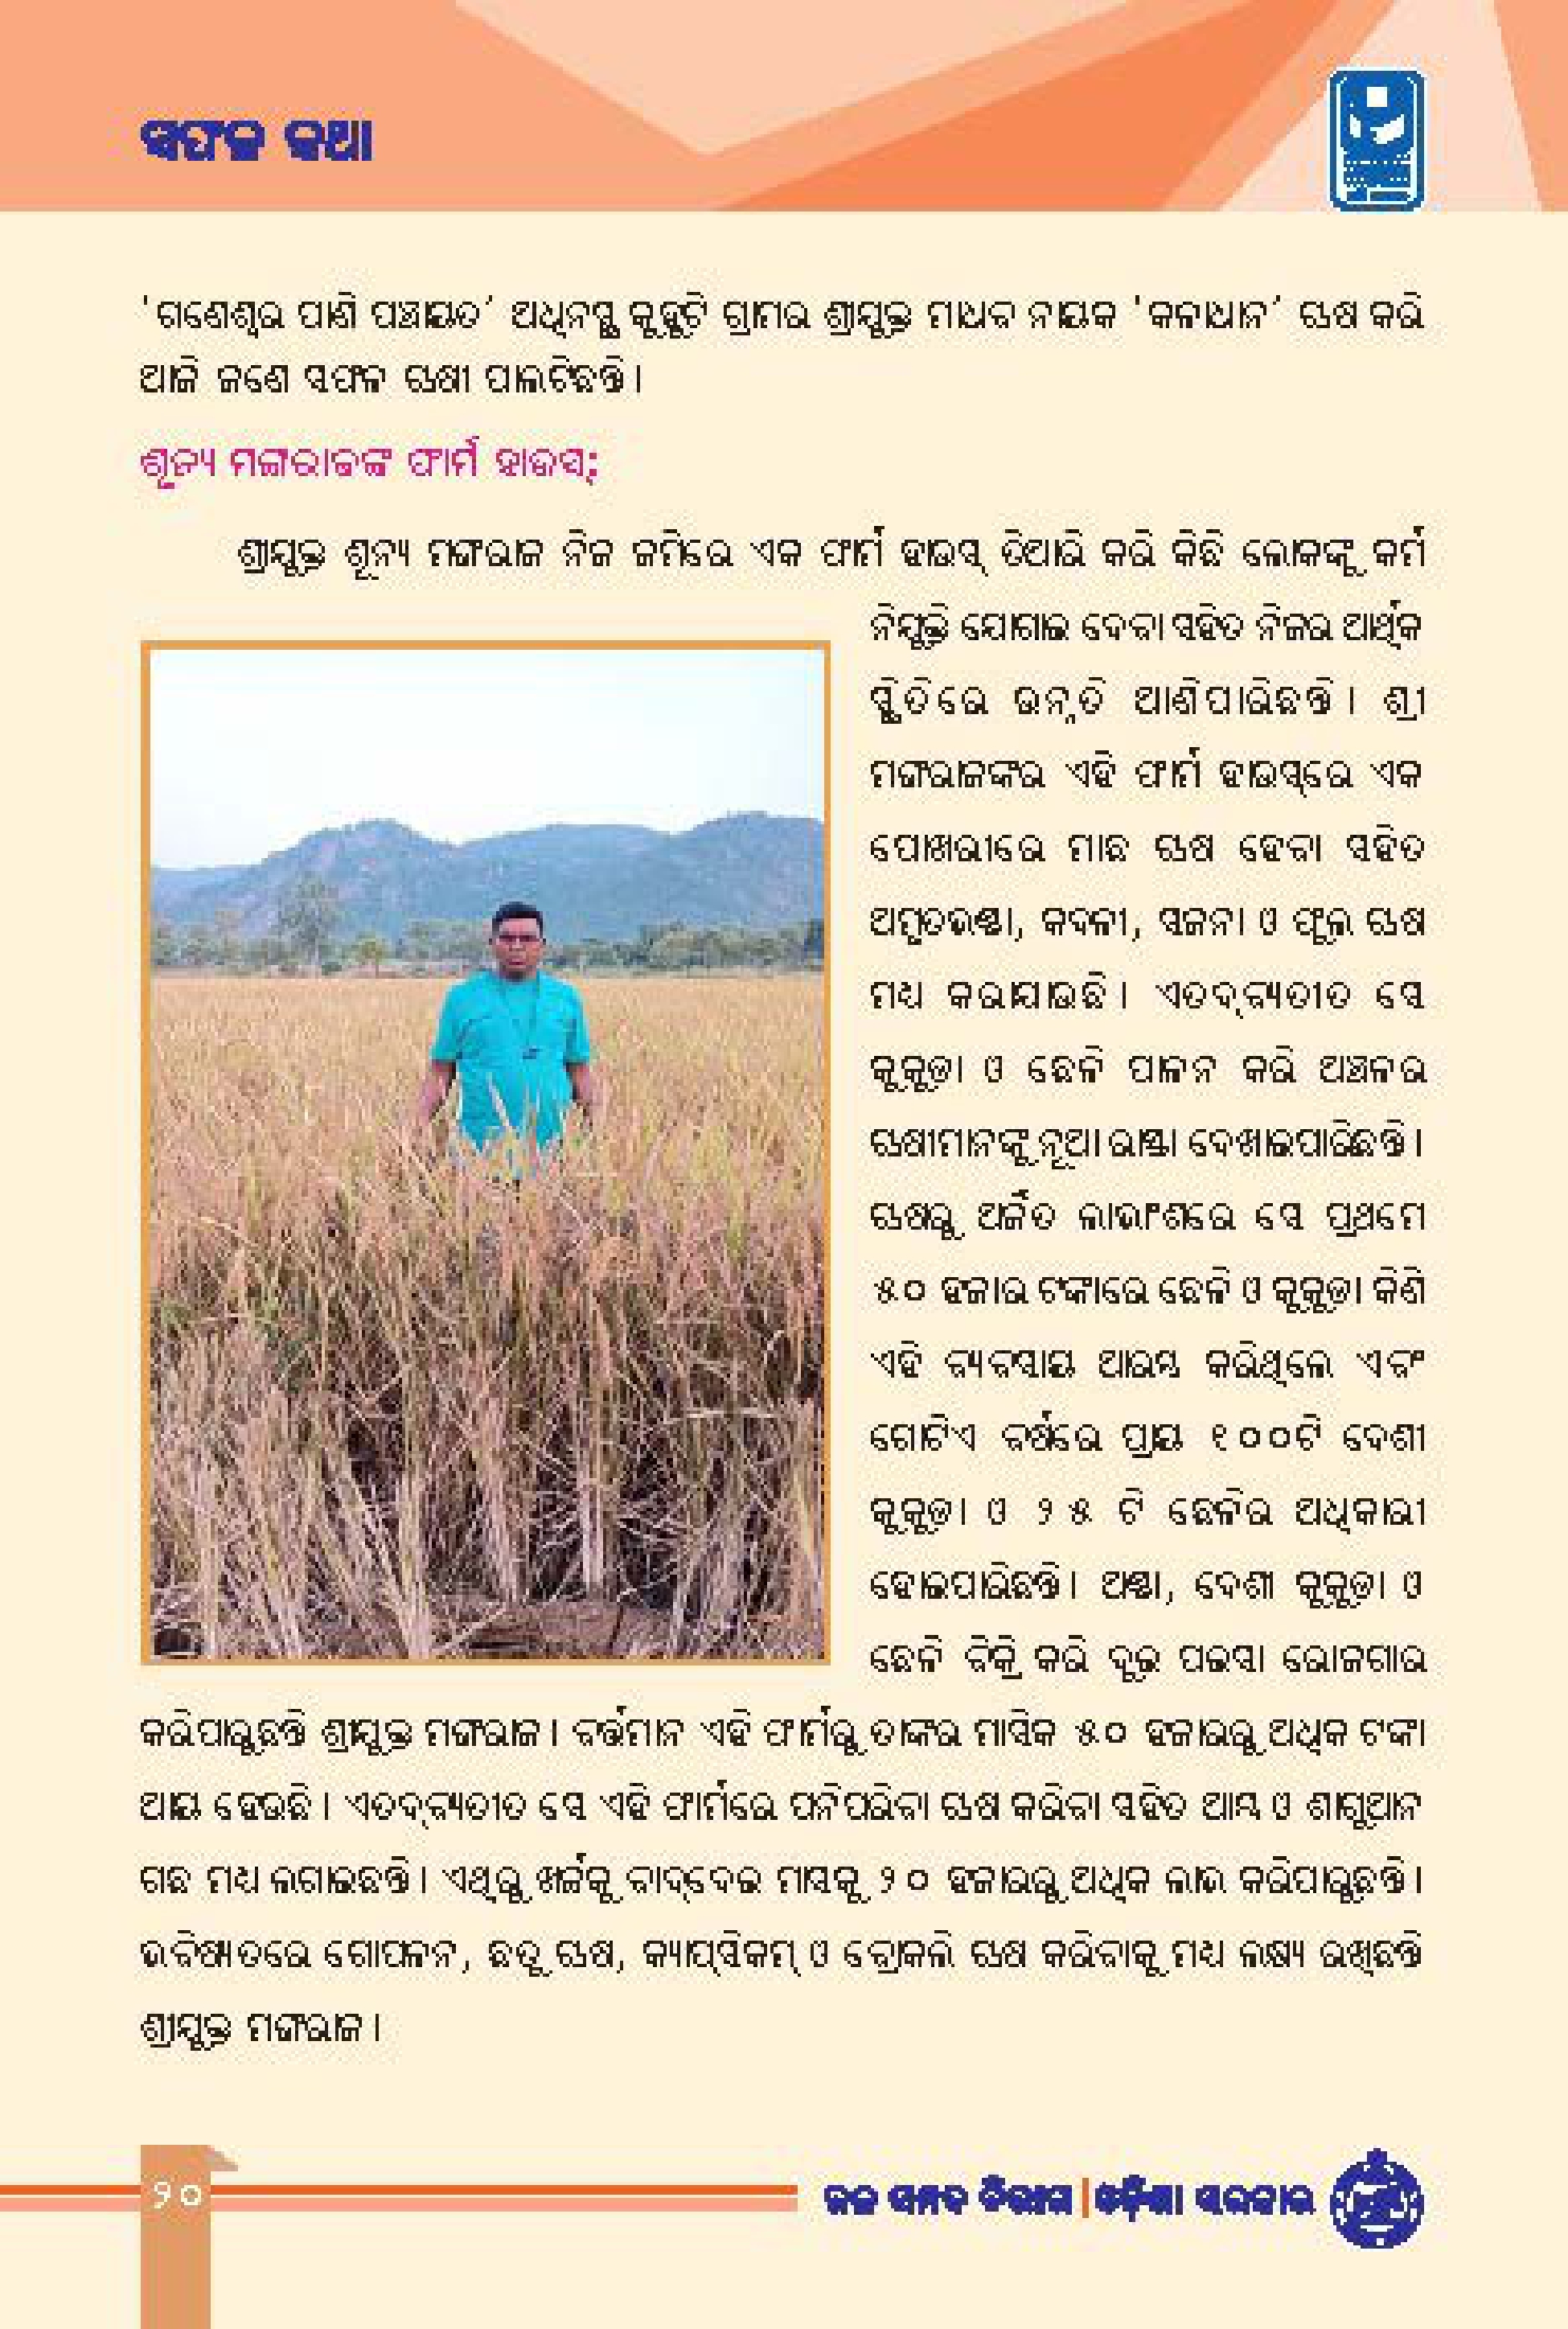 ସଫଳ କଥା
'ଗଣେଶ୍ୱର ପାଣି ପଞ୍ଚାୟତ' ଅଧିନସ୍ଥ କୁହୁଟି ଗ୍ରାମର ଶ୍ରୀଯୁକ୍ତ ମାଧବ ନାୟକ 'କଳାଧାନ' ଚାଷ କରି
ଆଜି ଜଣେ ସଫଳ ଚାଷୀ ପାଲଟିଛନ୍ତି।
ଶୂନ୍ୟ ମଙ୍ଗରାଜଙ୍କ ଫାର୍ମ ହାଉସ୍:
ଶ୍ରୀଯୁକ୍ତ ଶୂନ୍ୟ ମଙ୍ଗରାଜ ନିଜ ଜମିରେ ଏକ ଫାର୍ମ ହାଉସ୍ ତିଆରି କରି କିଛି ଲୋକଙ୍କୁ କର୍ମ
ନିଯୁକ୍ତି ଯୋଗାଇ ଦେବା ସହିତ ନିଜର ଆର୍ଥିକ
ସ୍ଥିତିରେ ଉନ୍ନତି ଆଣିପାରିଛନ୍ତି। ଶ୍ରୀ
ମଙ୍ଗରାଜଙ୍କର ଏହି ଫାର୍ମ ହାଉସ୍‌ରେ ଏକ
ପୋଖରୀରେ ମାଛ ଚାଷ ହେବା ସହିତ
ଅମୃତଭଣ୍ଡା, କଦଳୀ, ସଜନା ଓ ଫୁଲ ଚାଷ
ମଧ୍ୟ କରାଯାଉଛି। ଏତଦ୍‌ବ୍ୟତୀତ ସେ
କୁକୁଡ଼ା ଓ ଛେଳି ପାଳନ କରି ଅଞ୍ଚଳର
ଚାଷୀମାନଙ୍କୁ ନୂଆ ରାସ୍ତା ଦେଖାଇପାରିଛନ୍ତି।
ଚାଷରୁ ଅର୍ଜିତ ଲାଭାଂଶରେ ସେ ପ୍ରଥମେ
୫୦ ହଜାର ଟଙ୍କାରେ ଛେଳି ଓ କୁକୁଡ଼ା କିଣି
ଏହି ବ୍ୟବସାୟ ଆରମ୍ଭ କରିଥିଲେ ଏବଂ
ଗୋଟିଏ ବର୍ଷରେ ପ୍ରାୟ ୧୦୦ଟି ଦେଶୀ
କୁକୁଡ଼ା ଓ ୨୫ ଟି ଛେଳିର ଅଧିକାରୀ
ହୋଇପାରିଛନ୍ତି। ଅଣ୍ଡା, ଦେଶୀ କୁକୁଡ଼ା ଓ
ଛେଳି ବିକ୍ରି କରି ଦୁଇ ପଇସା ରୋଜଗାର
କରିପାରୁଛନ୍ତି ଶ୍ରୀଯୁକ୍ତ ମଙ୍ଗରାଜ। ବର୍ତ୍ତମାନ ଏହି ଫାର୍ମରୁ ତାଙ୍କର ମାସିକ ୫୦ ହଜାରରୁ ଅଧିକ ଟଙ୍କା
ଆୟ ହେଉଛି। ଏତଦ୍‌ବ୍ୟତୀତ ସେ ଏହି ଫାର୍ମରେ ପନିପରିବା ଚାଷ କରିବା ସହିତ ଆମ୍ବ ଓ ଶାଗୁଆନ
ଗଛ ମଧ୍ୟ ଲଗାଇଛନ୍ତି। ଏଥିରୁ ଖର୍ଚ୍ଚକୁ ବାଦ୍‌ଦେଇ ମାସକୁ ୨୦ ହଜାରରୁ ଅଧିକ ଲାଭ କରିପାରୁଛନ୍ତି।
ଭବିଷ୍ୟତରେ ଗୋପାଳନ, ଛତୁ ଚାଷ, କ୍ୟାପ୍‌ସିକମ୍ ଓ ବ୍ରୋକଲି ଚାଷ କରିବାକୁ ମଧ୍ୟ ଲକ୍ଷ୍ୟ ରଖିଛନ୍ତି
ଶ୍ରୀଯୁକ୍ତ ମଙ୍ଗରାଜ।
୨୦
ଜଳ ସମ୍ପଦ ବିଭାଗ | ଓଡ଼ିଶା ସରକାର